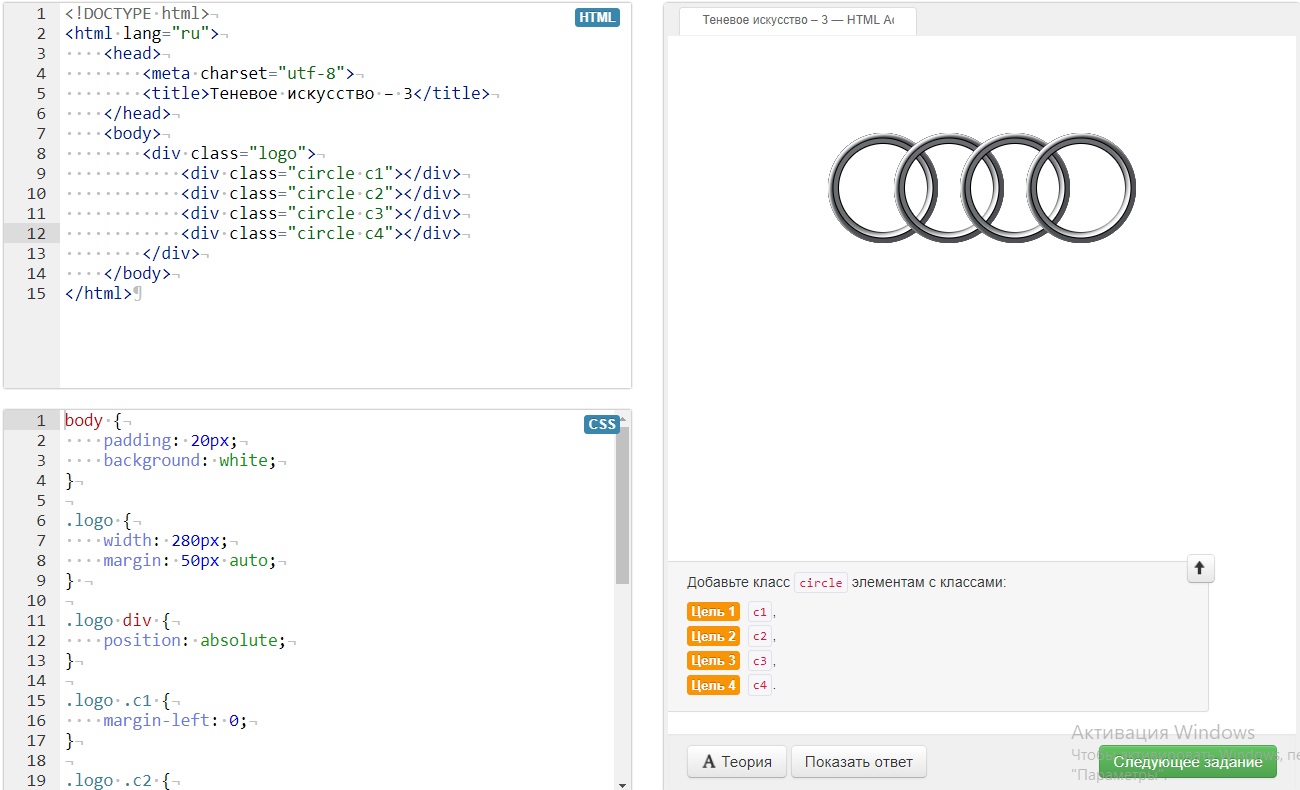 1 <!DOCTYPE html>
HTML
2 <html lang="ru">
3 <head>
4 <meta charset="utf-8">
5 <title>Теневое искусство – 3</title>
6 </head>
7 <body>
8 <div class="logo">
9 <div class="circle c1"></div>
10 <div class="circle c2"></div>
11 <div class="circle c3"></div>
12 <div class="circle c4"></div>
13 </div>
14 </body>
15 </html>
1 body {
CSS
2 padding: 20px;
3 background: white;
4 }
5
6 .logo {
7 width: 280px;
8 margin: 50px auto;
9 }
10
11 .logo div {
12 position: absolute;
13 }
14
15 .logo .c1 {
16 margin-left: 0;
17 }
18
19 .logo .c2 {
Теневое искусство – 3 — HTML Ac
Добавьте класс circle элементам с классами:
Цель 1 c1,
Цель 2 c2,
Цель 3 c3,
Цель 4 c4.
Активация Windows
A Теория
Показать ответ
Следующее задание
"Параметры".